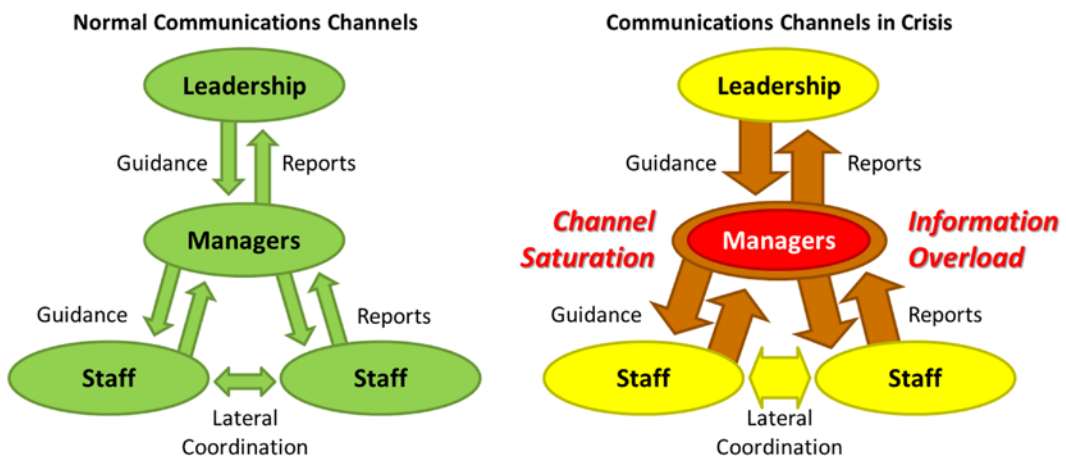 Normal Communications Channels
Leadership
Guidance
Reports
Managers
Guidance
Reports
Staff
Staff
Lateral
Coordination
Communications Channels in Crisis
Leadership
Guidance
Reports
Channel
Saturation
Managers
Information
Overload
Guidance
Reports
Staff
Staff
Lateral
Coordination